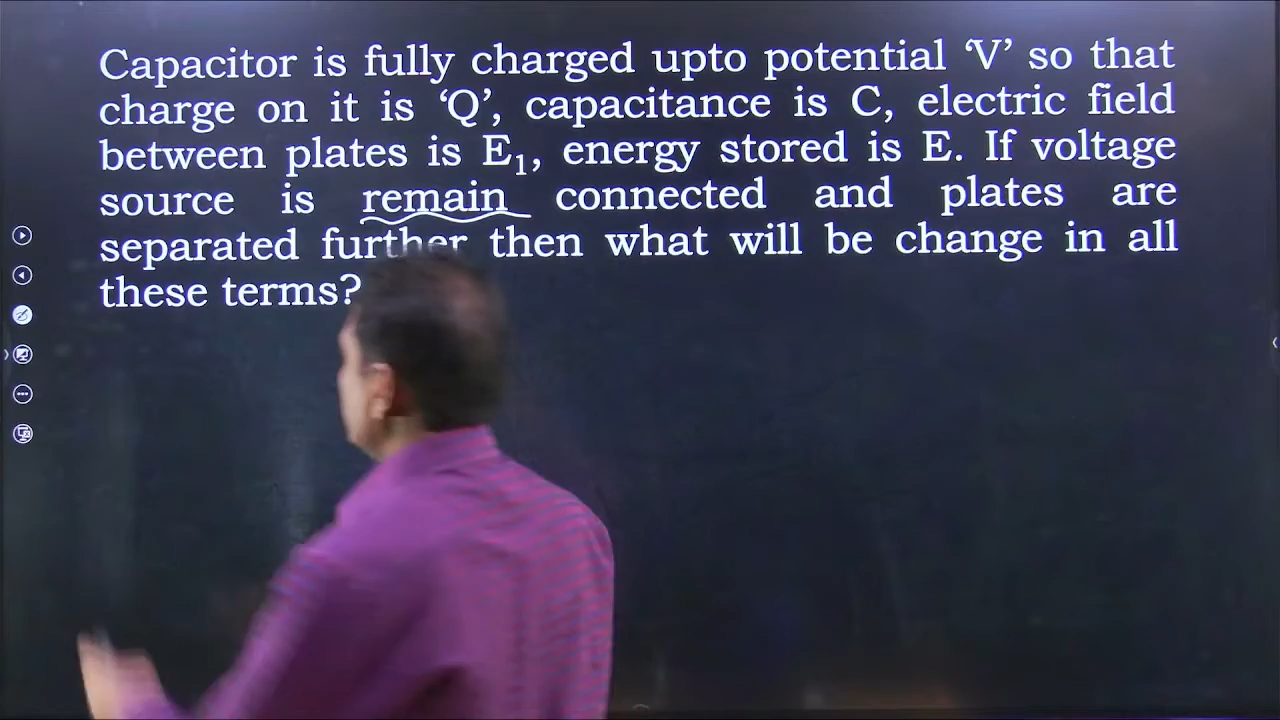 Capacitor is fully charged upto potential ‘V’ so that
charge on it is ‘Q’, capacitance is C, electric field
between plates is E₁, energy stored is E. If voltage
source is remain connected and plates are
separated further then what will be change in all
these terms?